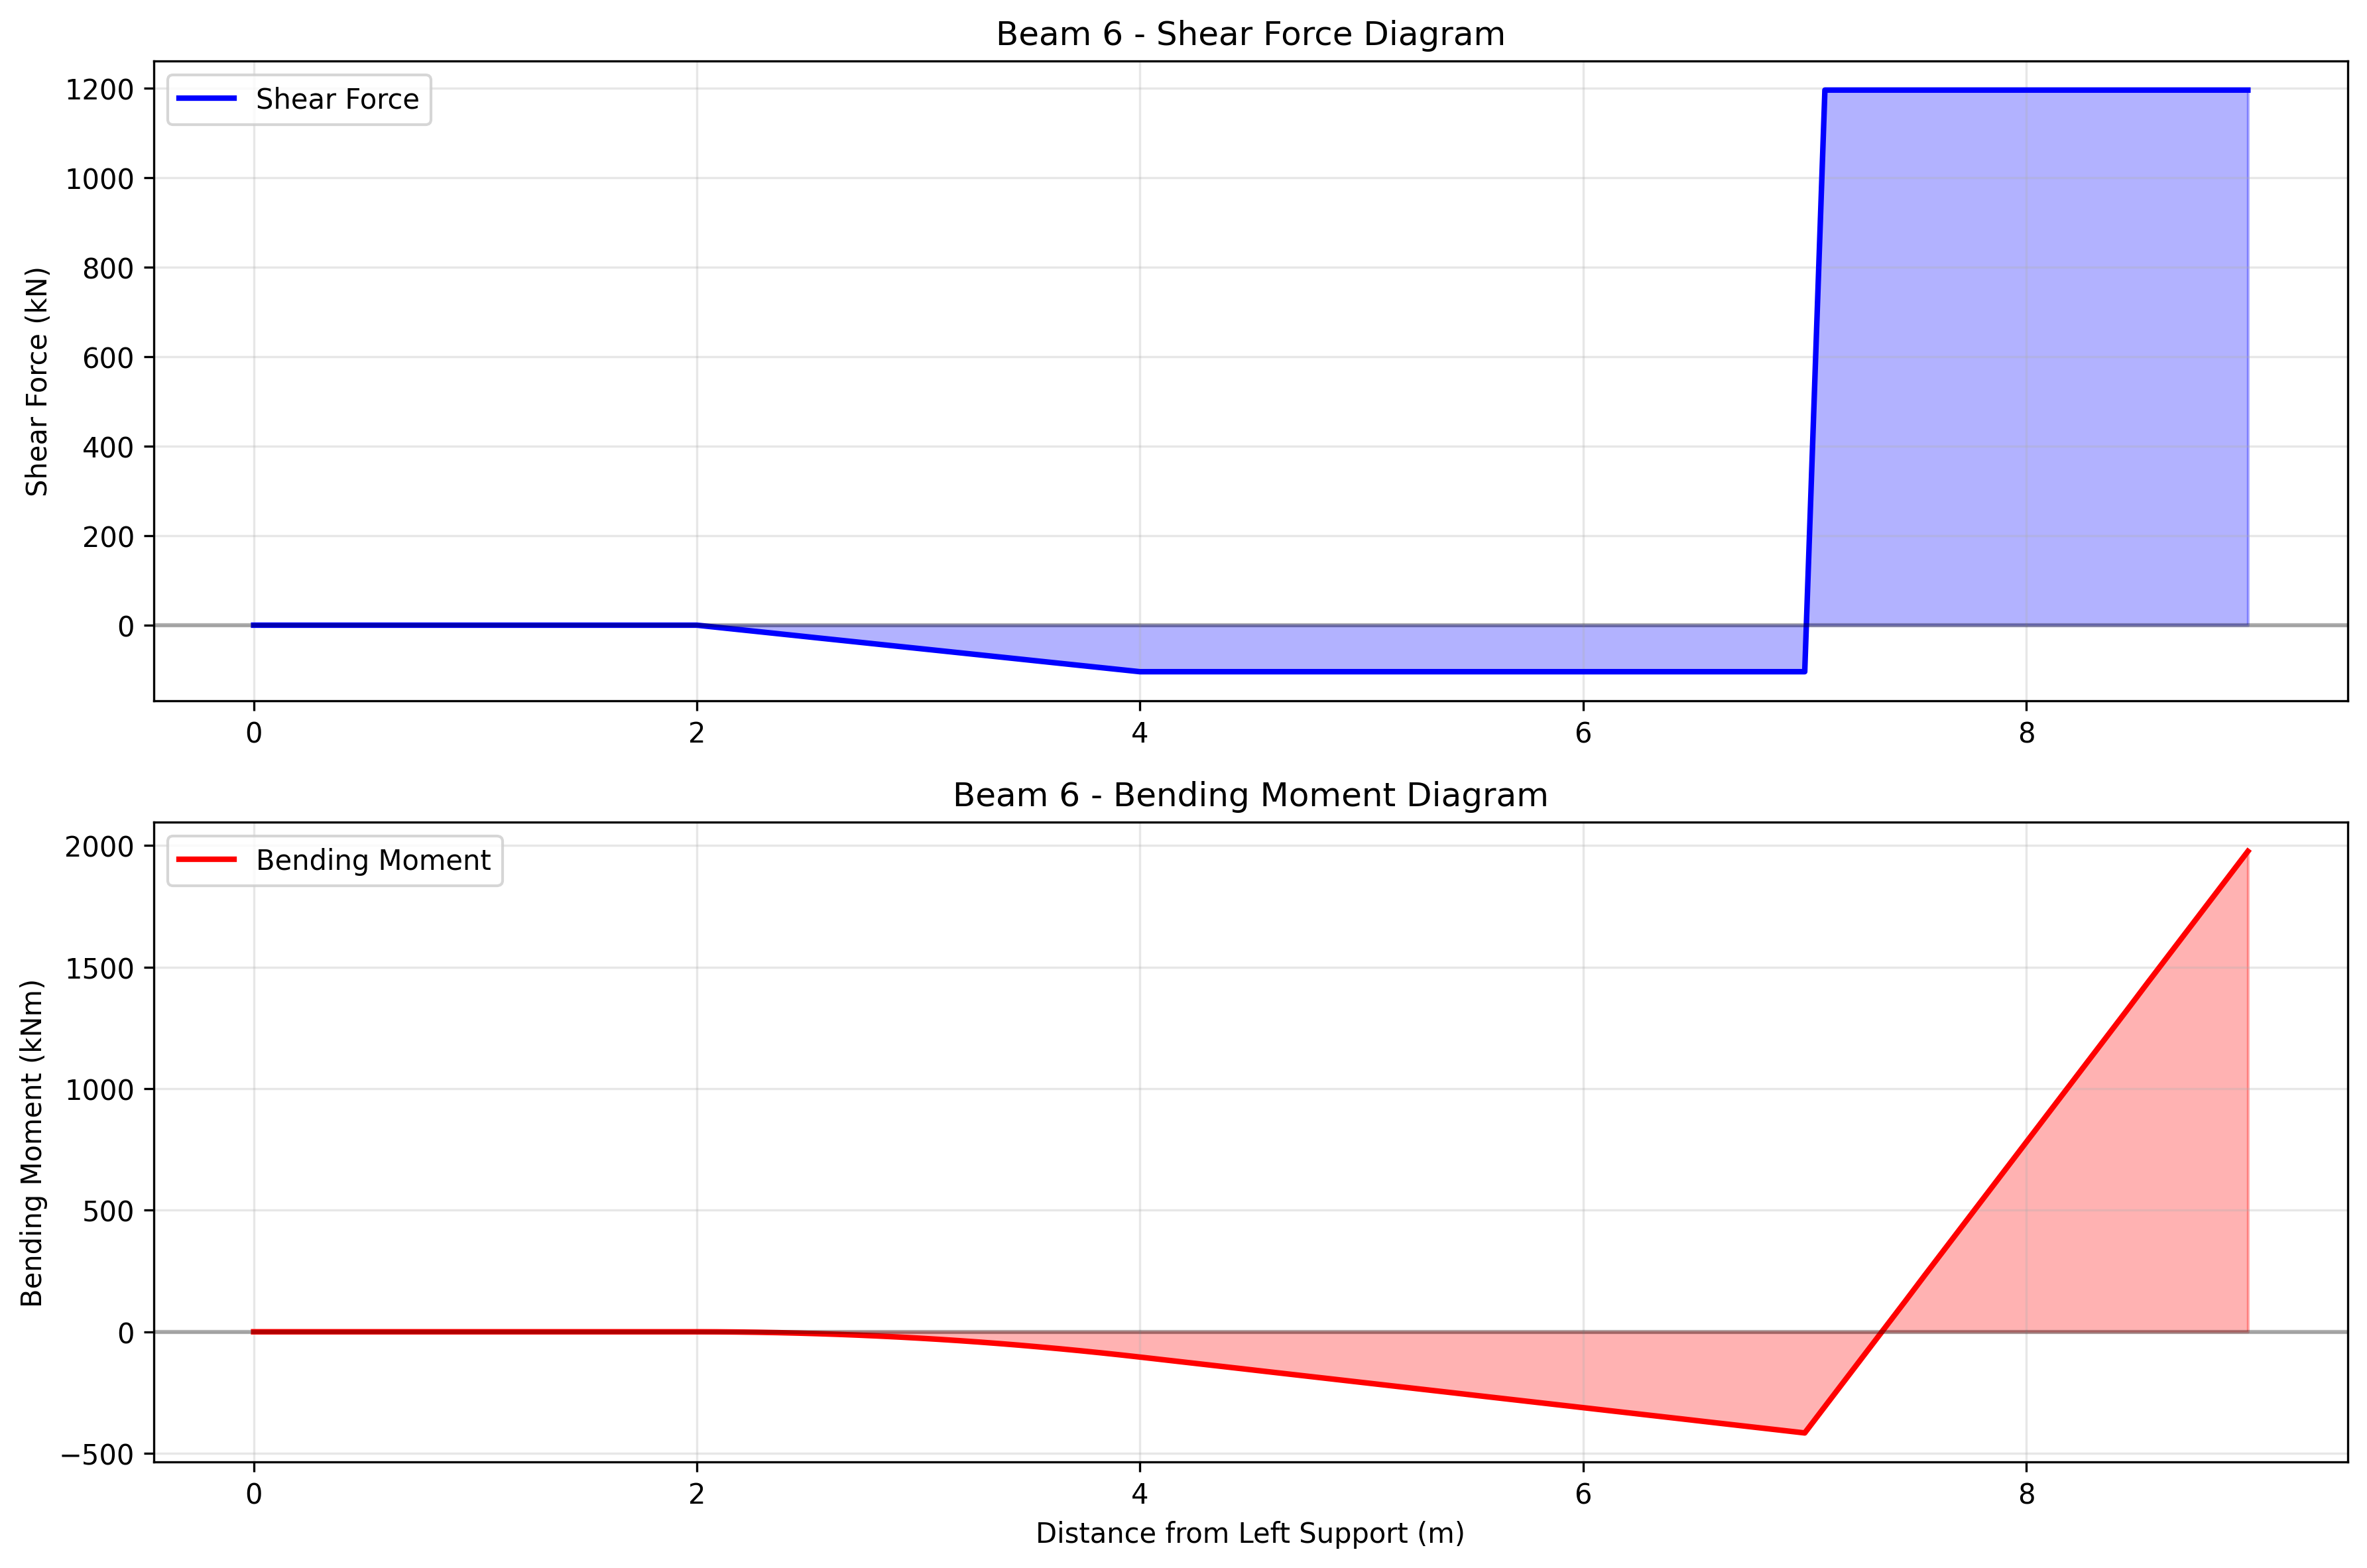 Beam 6 - Shear Force Diagram
Shear Force
Shear Force (kN)
1200
1000
800
600
400
200
0
0 2 4 6 8
Beam 6 - Bending Moment Diagram
Bending Moment
Bending Moment (kNm)
2000
1500
1000
500
0
−500
0 2 4 6 8
Distance from Left Support (m)